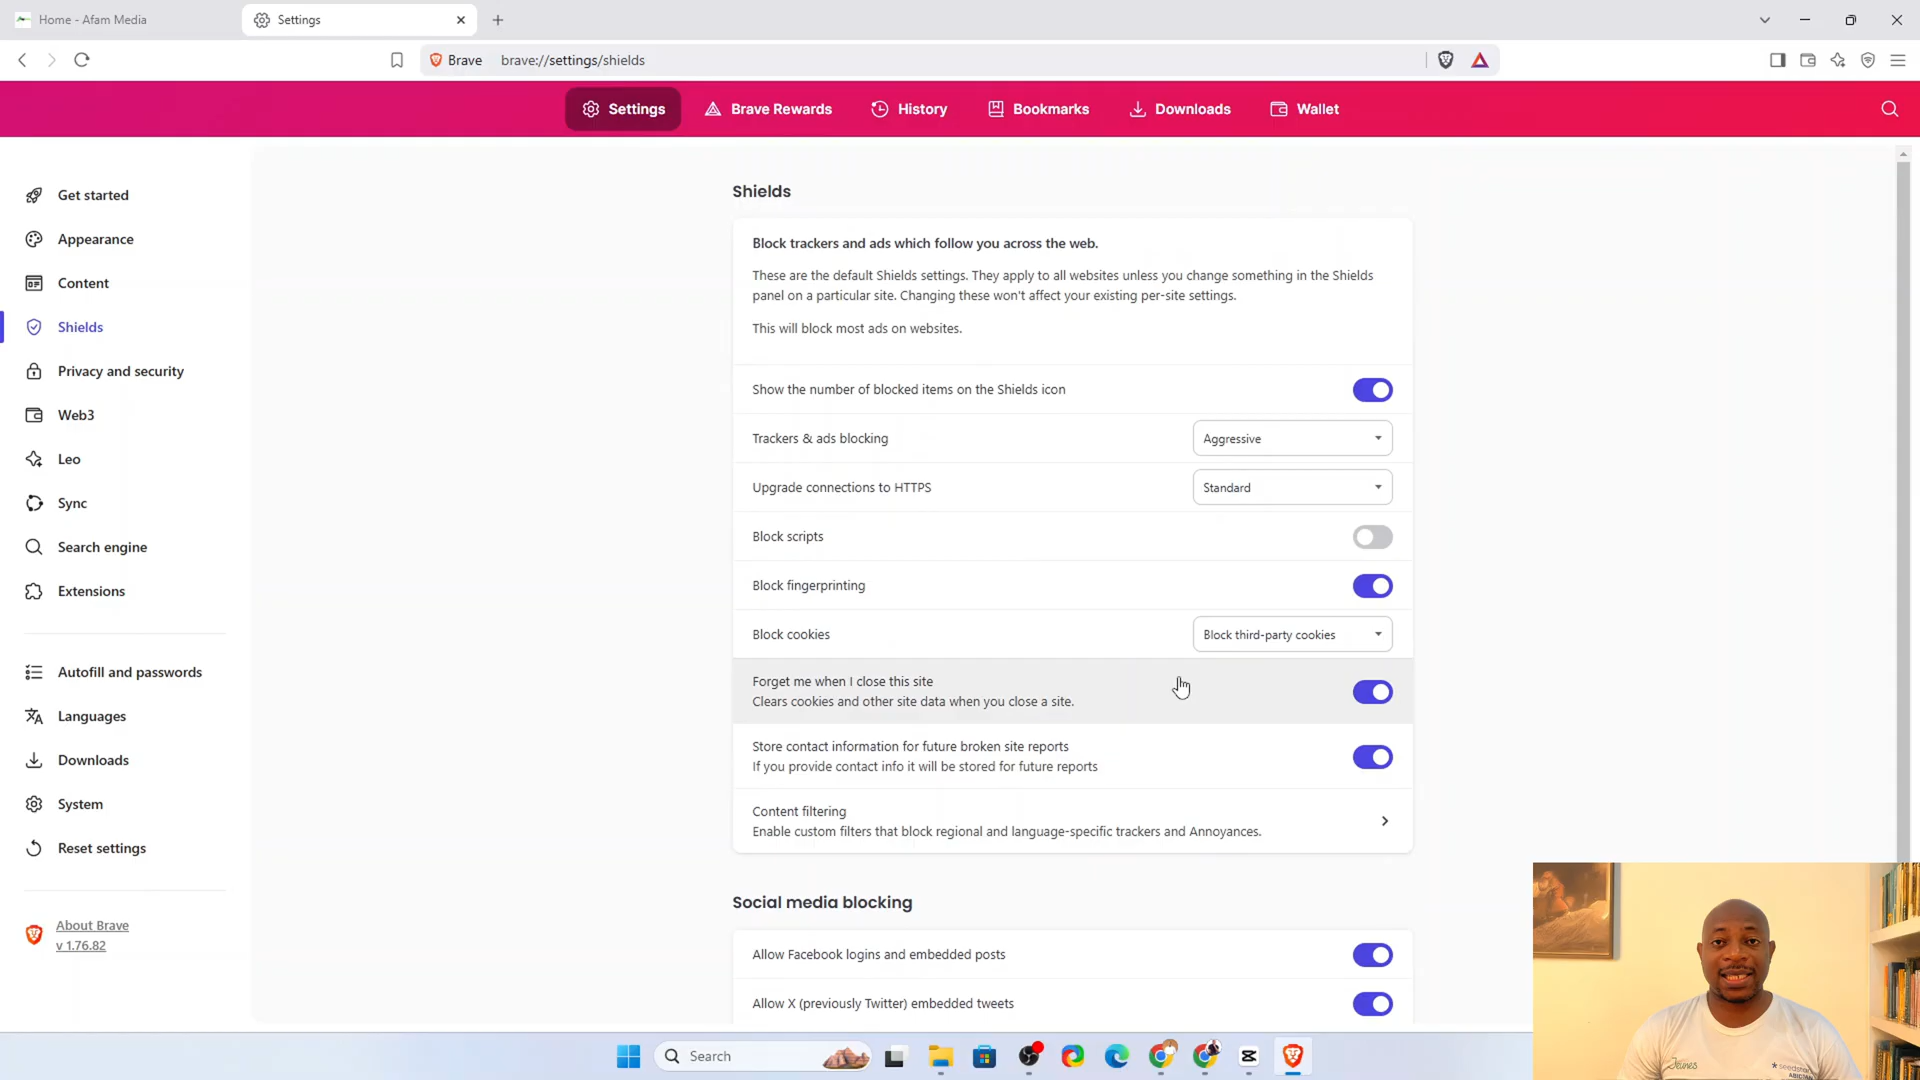 Home - Afam Media
Settings
Brave
brave://settings/shields
Settings
Brave Rewards
History
Bookmarks
Downloads
Wallet
Get started
Appearance
Content
Shields
Privacy and security
Web3
Leo
Sync
Search engine
Extensions
Autofill and passwords
Languages
Downloads
System
Reset settings
About Brave
v 1.76.82
Shields
Block trackers and ads which follow you across the web.
These are the default Shields settings. They apply to all websites unless you change something in the Shields
panel on a particular site. Changing these won't affect your existing per-site settings.
This will block most ads on websites.
Show the number of blocked items on the Shields icon
Trackers & ads blocking
Aggressive
Upgrade connections to HTTPS
Standard
Block scripts
Block fingerprinting
Block cookies
Block third-party cookies
Forget me when I close this site
Clears cookies and other site data when you close a site.
Store contact information for future broken site reports
If you provide contact info it will be stored for future reports
Content filtering
Enable custom filters that block regional and language-specific trackers and Annoyances.
Social media blocking
Allow Facebook logins and embedded posts
Allow X (previously Twitter) embedded tweets
Search
Jeunes